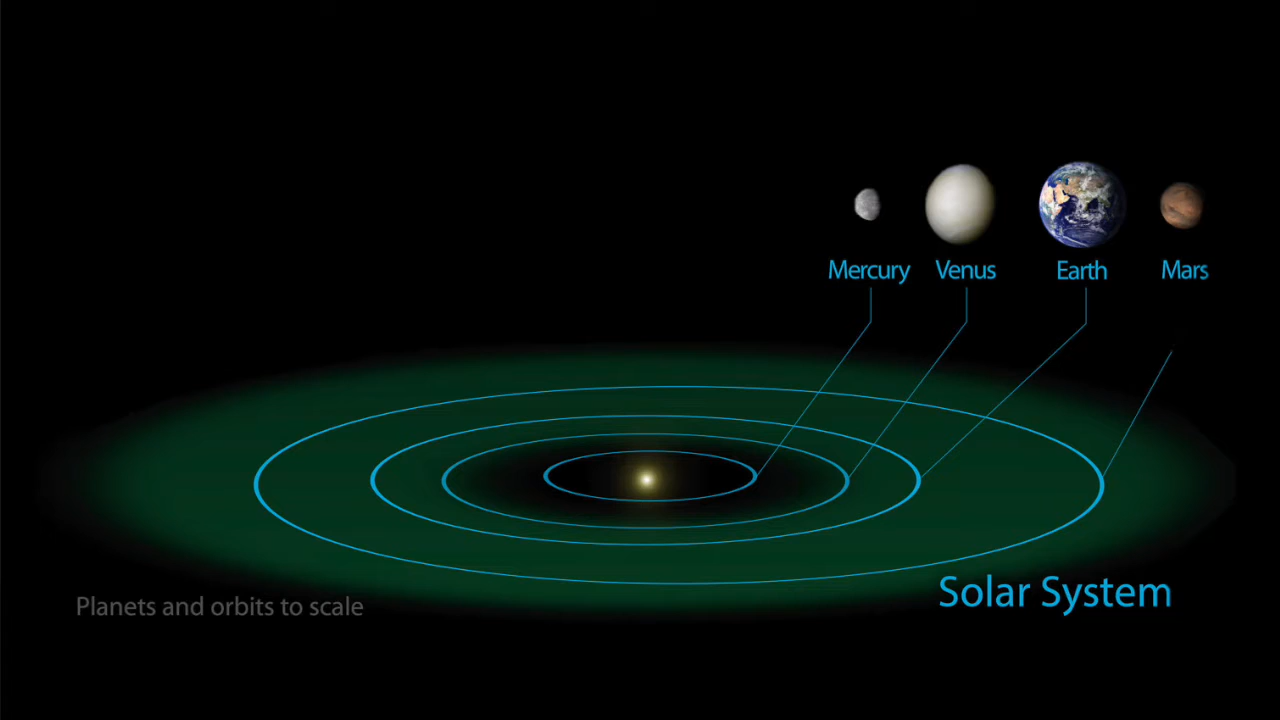 Mercury
Venus
Earth
Mars
Solar System
Planets and orbits to scale